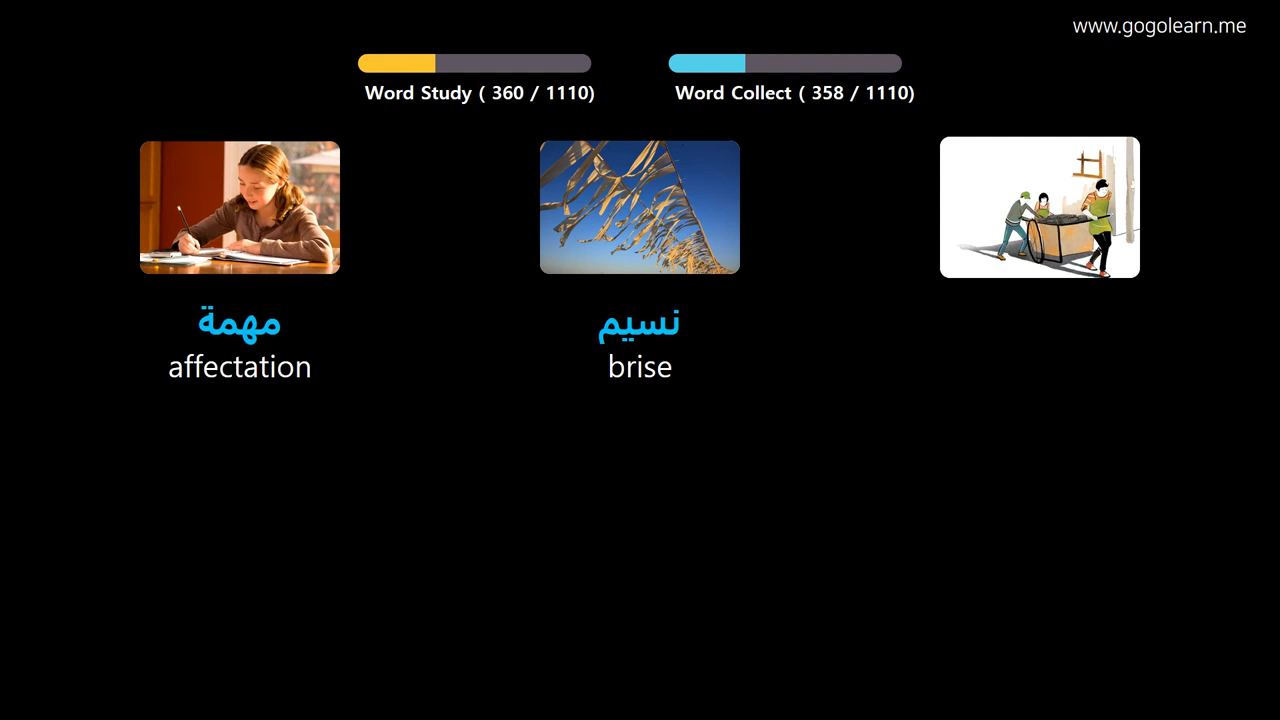 www.gogolearn.me
Word Study ( 360 / 1110)
Word Collect ( 358 / 1110)
مهمة
affectation
نسيم
brise